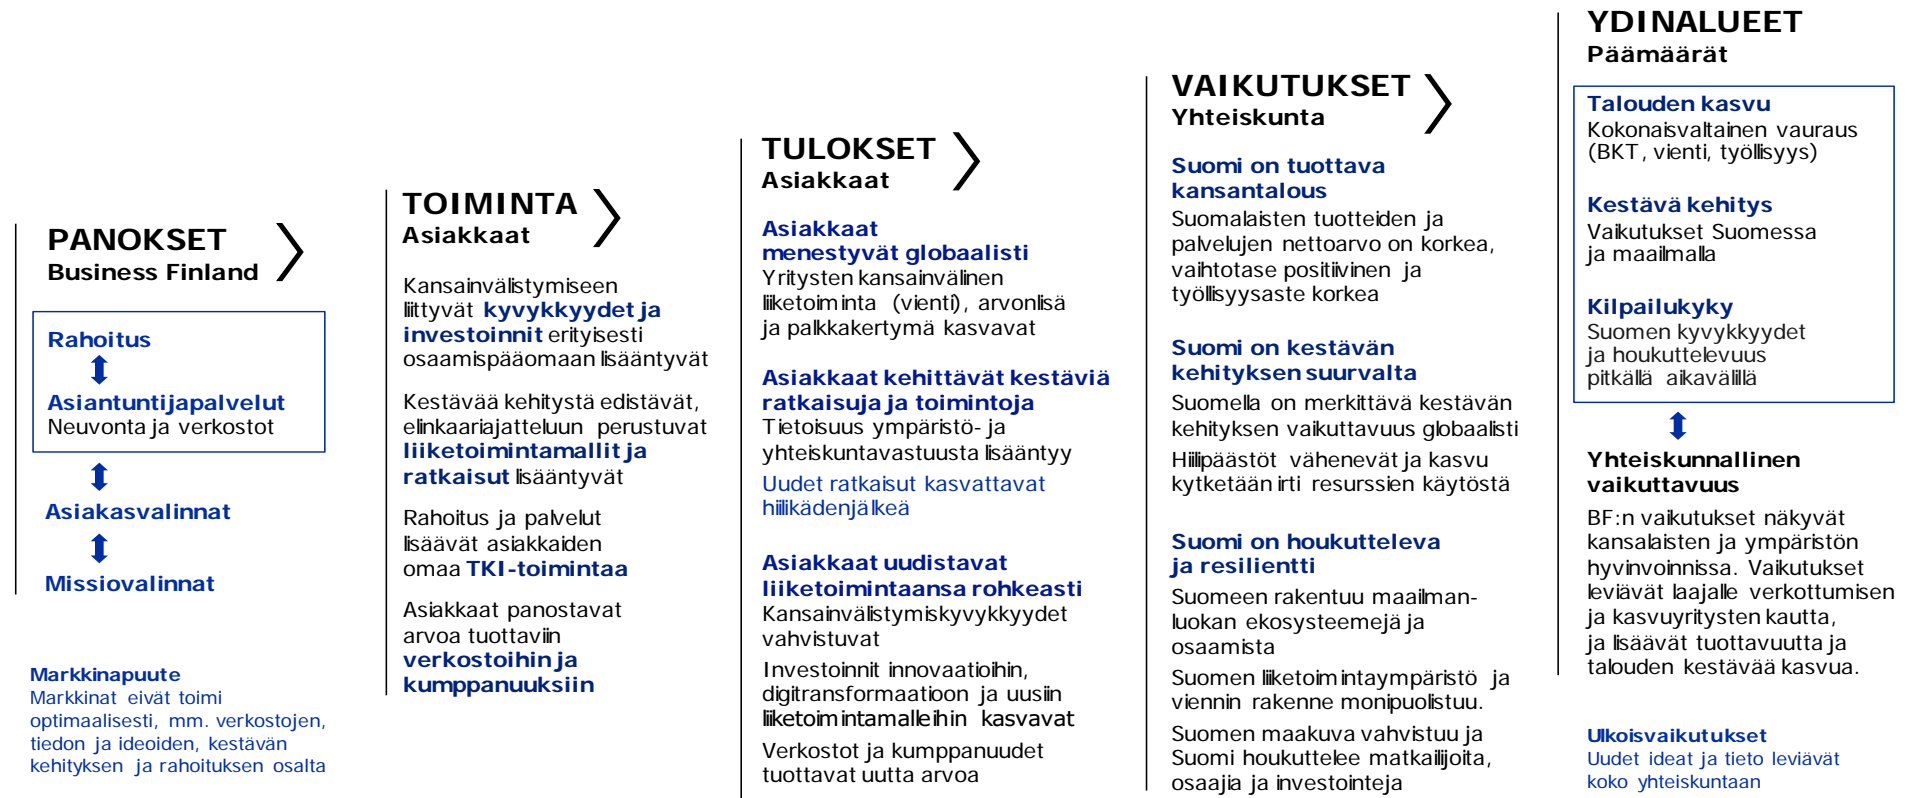 PANOKSET
Business Finland
Rahoitus
Asiantuntijapalvelut
Neuvonta ja verkostot
Asiakasvalinnat
Missiovalinnat
Markkinapuute
Markkinat eivät toimi
optimaalisesti, mm. verkostojen,
tiedon ja ideoiden, kestävän
kehityksen ja rahoituksen osalta
TOIMINTA
Asiakkaat
Kansainvälistymiseen
liittyvät kyvykkyydet ja
investoinnit erityisesti
osaamispääomaan lisääntyvät
Kestävää kehitystä edistävät,
elinkaariajatteluun perustuvat
liiketoimintamallit ja
ratkaisut lisääntyvät
Rahoitus ja palvelut
lisäävät asiakkaiden
omaa TKI-toimintaa
Asiakkaat panostavat
arvoa tuottaviin
verkostoihin ja
kumppanuuksiin
TULOKSET
Asiakkaat
Asiakkaat
menestyvät globaalisti
Yritysten kansainvälinen
liiketoiminta (vienti), arvonlisä
ja palkkakertymä kasvavat
Asiakkaat kehittävät kestäviä
ratkaisuja ja toimintoja
Tietoisuus ympäristö- ja
yhteiskuntavastuusta lisääntyy
Uudet ratkaisut kasvattavat
hiilikädenjälkeä
Asiakkaat uudistavat
liiketoimintaansa rohkeasti
Kansainvälistymiskyvykkyydet
vahvistuvat
Investoinnit innovaatioihin,
digitransformaatioon ja uusiin
liiketoimintamalleihin kasvavat
Verkostot ja kumppanuudet
tuottavat uutta arvoa
VAIKUTUKSET
Yhteiskunta
Suomi on tuottava
kansantalous
Suomalaisten tuotteiden ja
palvelujen nettoarvo on korkea,
vaihtotase positiivinen ja
työllisyysaste korkea
Suomi on kestävän
kehityksen suurvalta
Suomella on merkittävä kestävän
kehityksen vaikuttavuus globaalisti
Hiilipäästöt vähenevät ja kasvu
kytketään irti resurssien käytöstä
Suomi on houkutteleva
ja resilientti
Suomeen rakentuu maailman-
luokan ekosysteemejä ja
osaamista
Suomen liiketoimintaympäristö ja
viennin rakenne monipuolistuu.
Suomen maakuva vahvistuu ja
Suomi houkuttelee matkailijoita,
osaajia ja investointeja
YDINALUEET
Päämäärät
Talouden kasvu
Kokonaisvaltainen vauraus
(BKT, vienti, työllisyys)
Kestävä kehitys
Vaikutukset Suomessa
ja maailmalla
Kilpailukyky
Suomen kyvykkyydet
ja houkuttelevuus
pitkällä aikavälillä
Yhteiskunnallinen
vaikuttavuus
BF:n vaikutukset näkyvät
kansalaisten ja ympäristön
hyvinvoinnissa. Vaikutukset
leviävät laajalle verkottumisen
ja kasvuyritysten kautta,
ja lisäävät tuottavuutta ja
talouden kestävää kasvua.
Ulkoisvaikutukset
Uudet ideat ja tieto leviävät
koko yhteiskuntaan